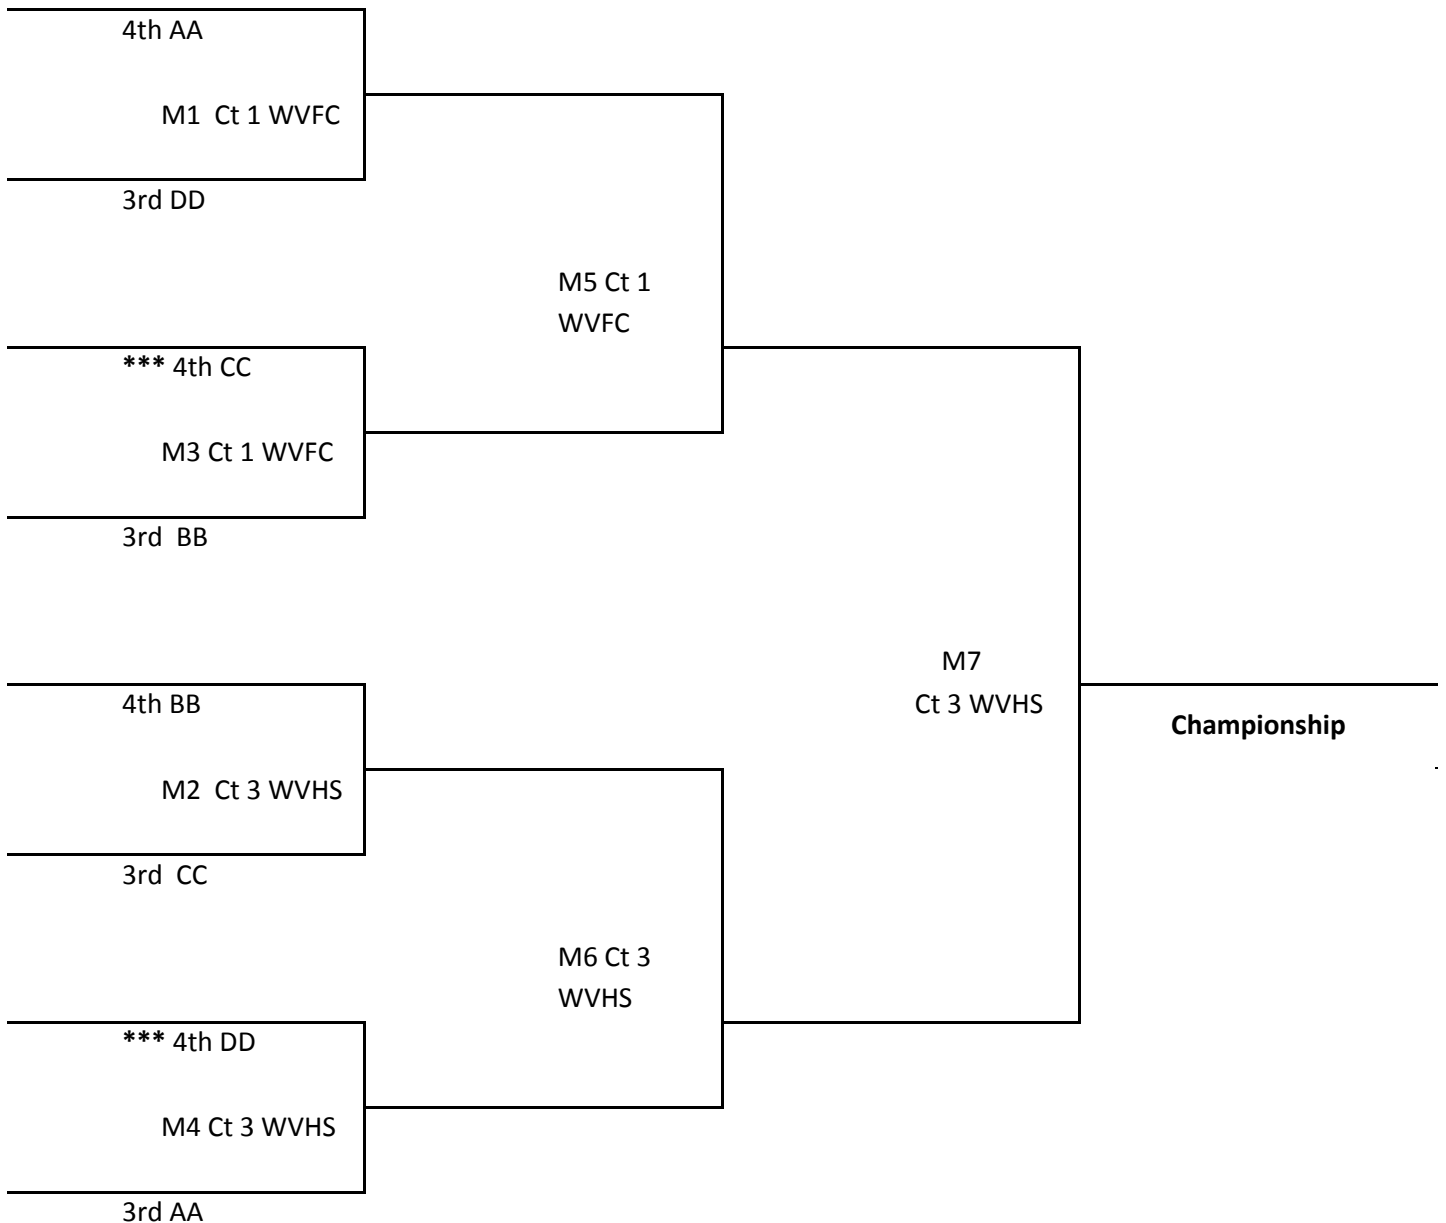 4th AA
M1  Ct 1 WVFC
3rd DD
M5 Ct 1
WVFC
*** 4th CC
M3 Ct 1 WVFC
3rd  BB
M7
Ct 3 WVHS
4th BB
Championship
M2  Ct 3 WVHS
3rd  CC
M6 Ct 3
WVHS
*** 4th DD
M4 Ct 3 WVHS
3rd AA